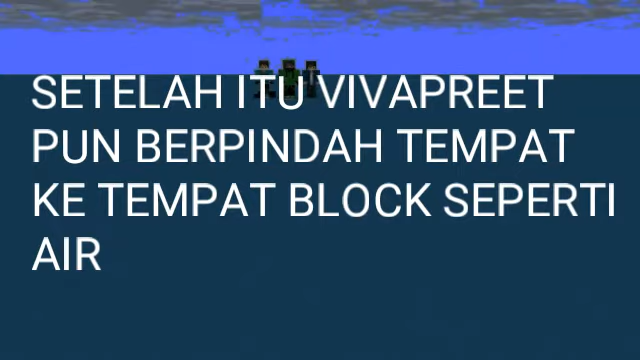 SETELAH ITU VIVAPREET
PUN BERPINDAH TEMPAT
KE TEMPAT BLOCK SEPERTI
AIR